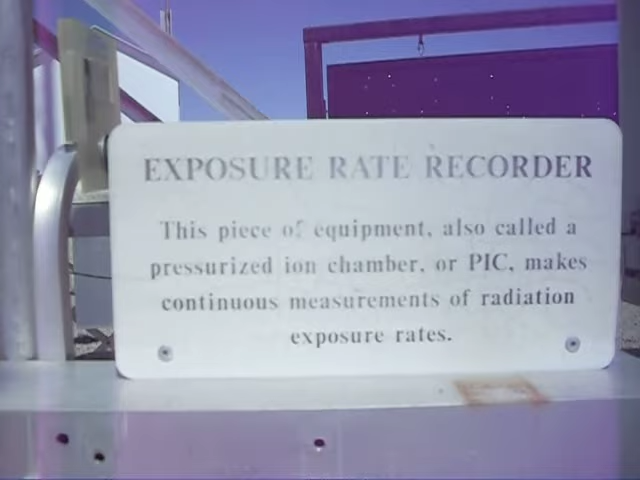 EXPOSURE RATE RECORDER
This piece of equipment, also called a
pressurized ion chamber, or PIC, makes
continuous measurements of radiation
exposure rates.